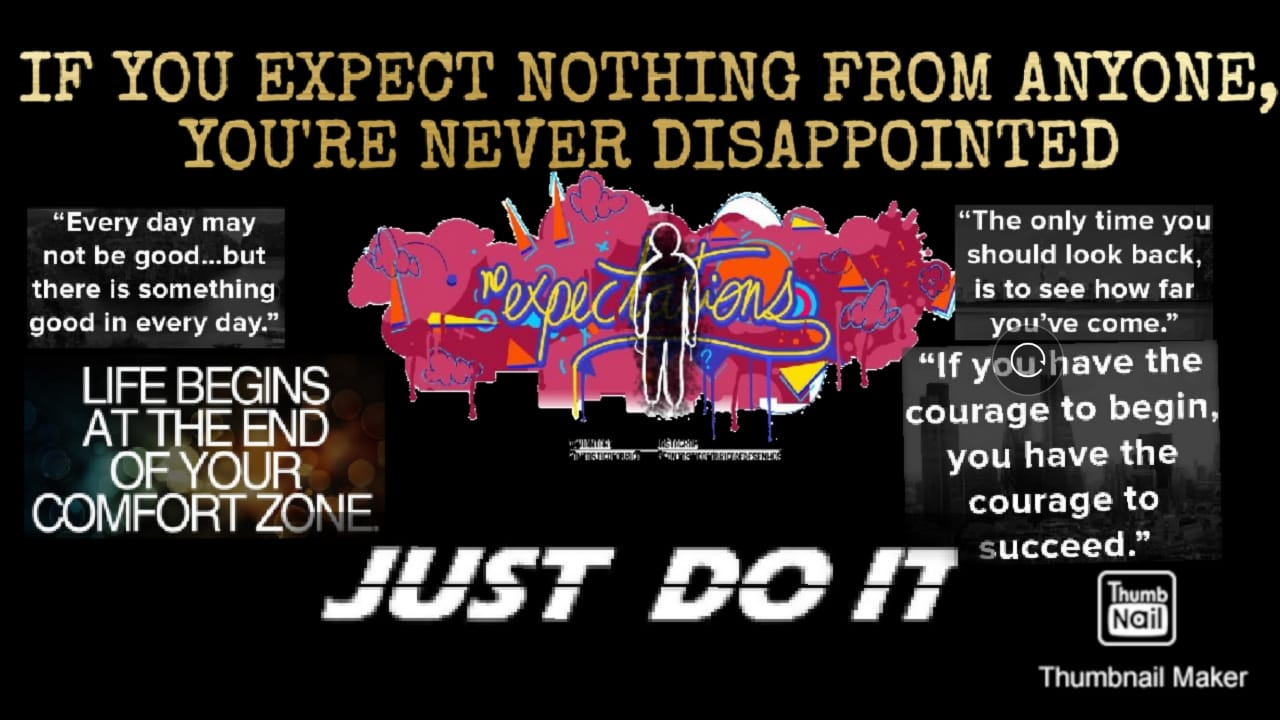 IF YOU EXPECT NOTHING FROM ANYONE,
YOU'RE NEVER DISAPPOINTED
“Every day may
not be good...but
there is something
good in every day.”
LIFE BEGINS
AT THE END
OF YOUR
COMFORT ZONE.
no expectations
?
“The only time you
should look back,
is to see how far
you’ve come.”
“If you have the
courage to begin,
you have the
courage to
succeed.”
JUST DO IT
Thumb
Nail
Thumbnail Maker